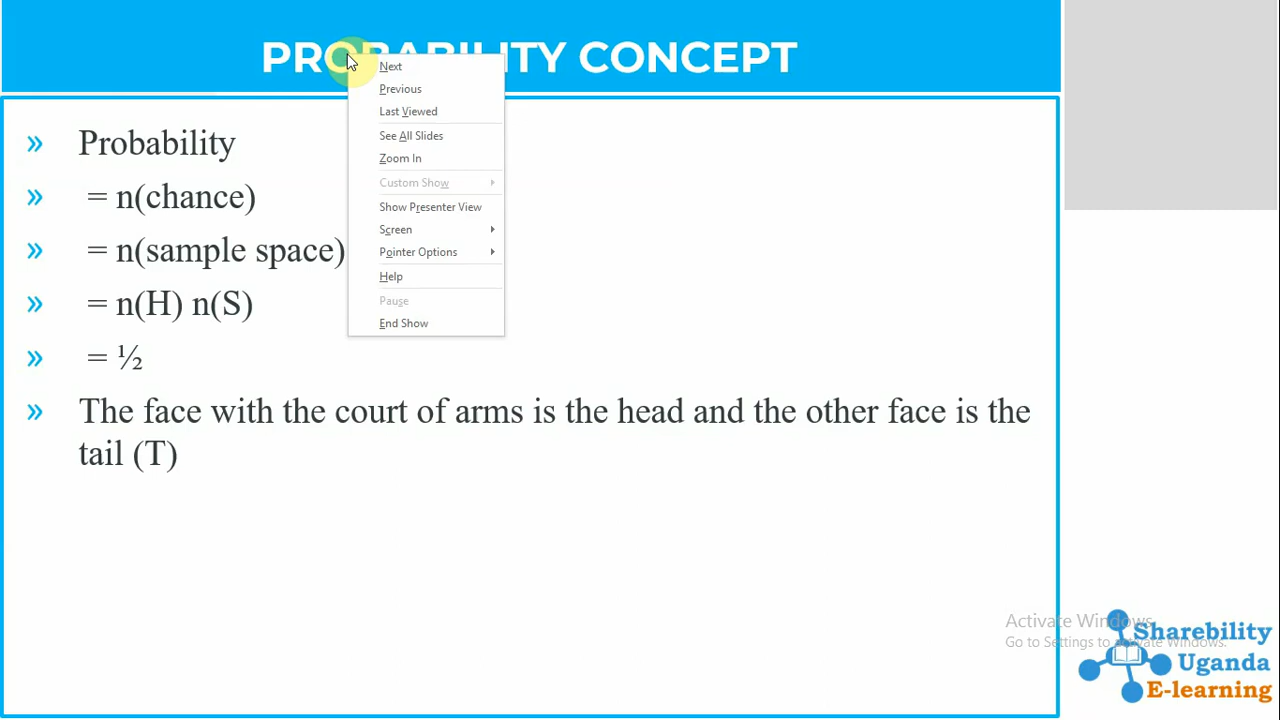 PROBABILITY CONCEPT
» Probability
» = n(chance)
» = n(sample space)
» = n(H) n(S)
» = ½
» The face with the court of arms is the head and the other face is the
tail (T)
Next
Previous
Last Viewed
See All Slides
Zoom In
Custom Show
Show Presenter View
Screen
Pointer Options
Help
Pause
End Show
Activate Windows
Go to Settings to activate Windows.
Sharebility
Uganda
E-learning